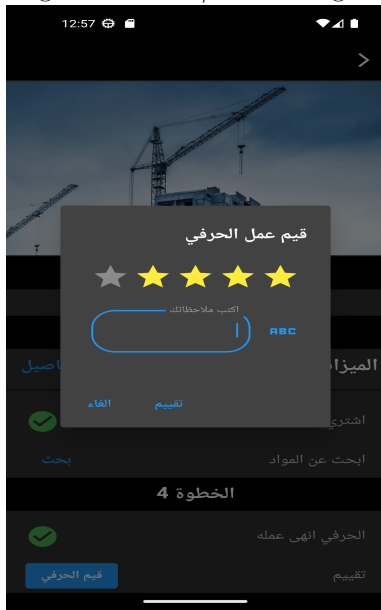 12:57
قيم عمل الحرفي
اكتب ملاحظاتك
ABC
تقييم الغاء
اشتري
ابحث عن المواد بحث
الخطوة 4
الحرفي انهى عمله
تقييم قيم الحرفي